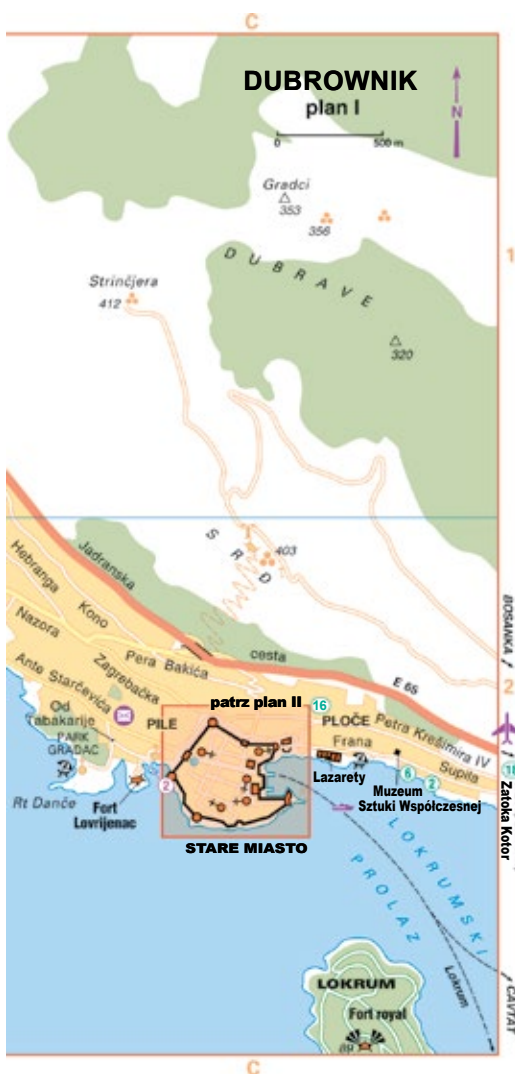 C
DUBROWNIK
plan I
N
0 500 m
Gradci
353
356
1
DUBRAVE
Strinčjera
412
320
SRD
403
Jadranska
cesta
E 65
Hebranga
Kono
Nazora
Pera Bakića
Ante Starčevića
Zagrebačka
BOSANKA
2
patrz plan II
16
Od
Tabakarije
PILE
PLOČE
Petra Krešimira IV
PARK
GRADAC
Frana
Supila
2
Lazarety
6
2
Rt Danče
Fort
Lovrijenac
Muzeum
Sztuki Współczesnej
Zatoka Kotor
STARE MIASTO
LOKRUMSKI
PROLAZ
Lokrum
CAVTAT
LOKRUM
Fort royal
89
C